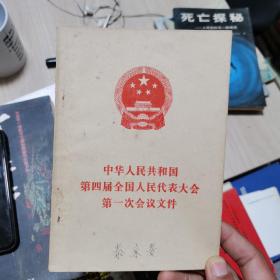 死亡探秘
中华人民共和国
第四届全国人民代表大会
第一次会议文件